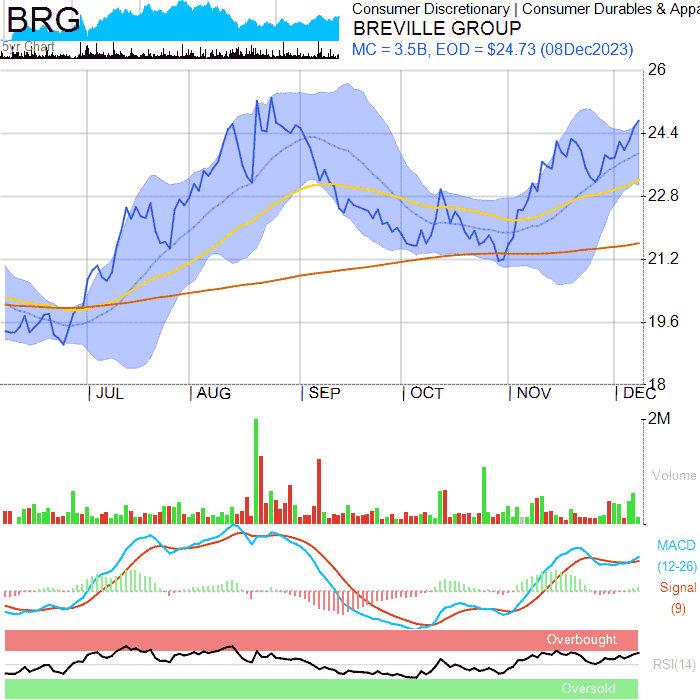 BRG
5yr Chart
Consumer Discretionary | Consumer Durables & Appa
BREVILLE GROUP
MC = 3.5B, EOD = $24.73 (08Dec2023)
26
24.4
22.8
21.2
19.6
18
JUL AUG SEP OCT NOV DEC
2M
Volume
MACD
(12-26)
Signal
(9)
Overbought
RSI(14)
Oversold